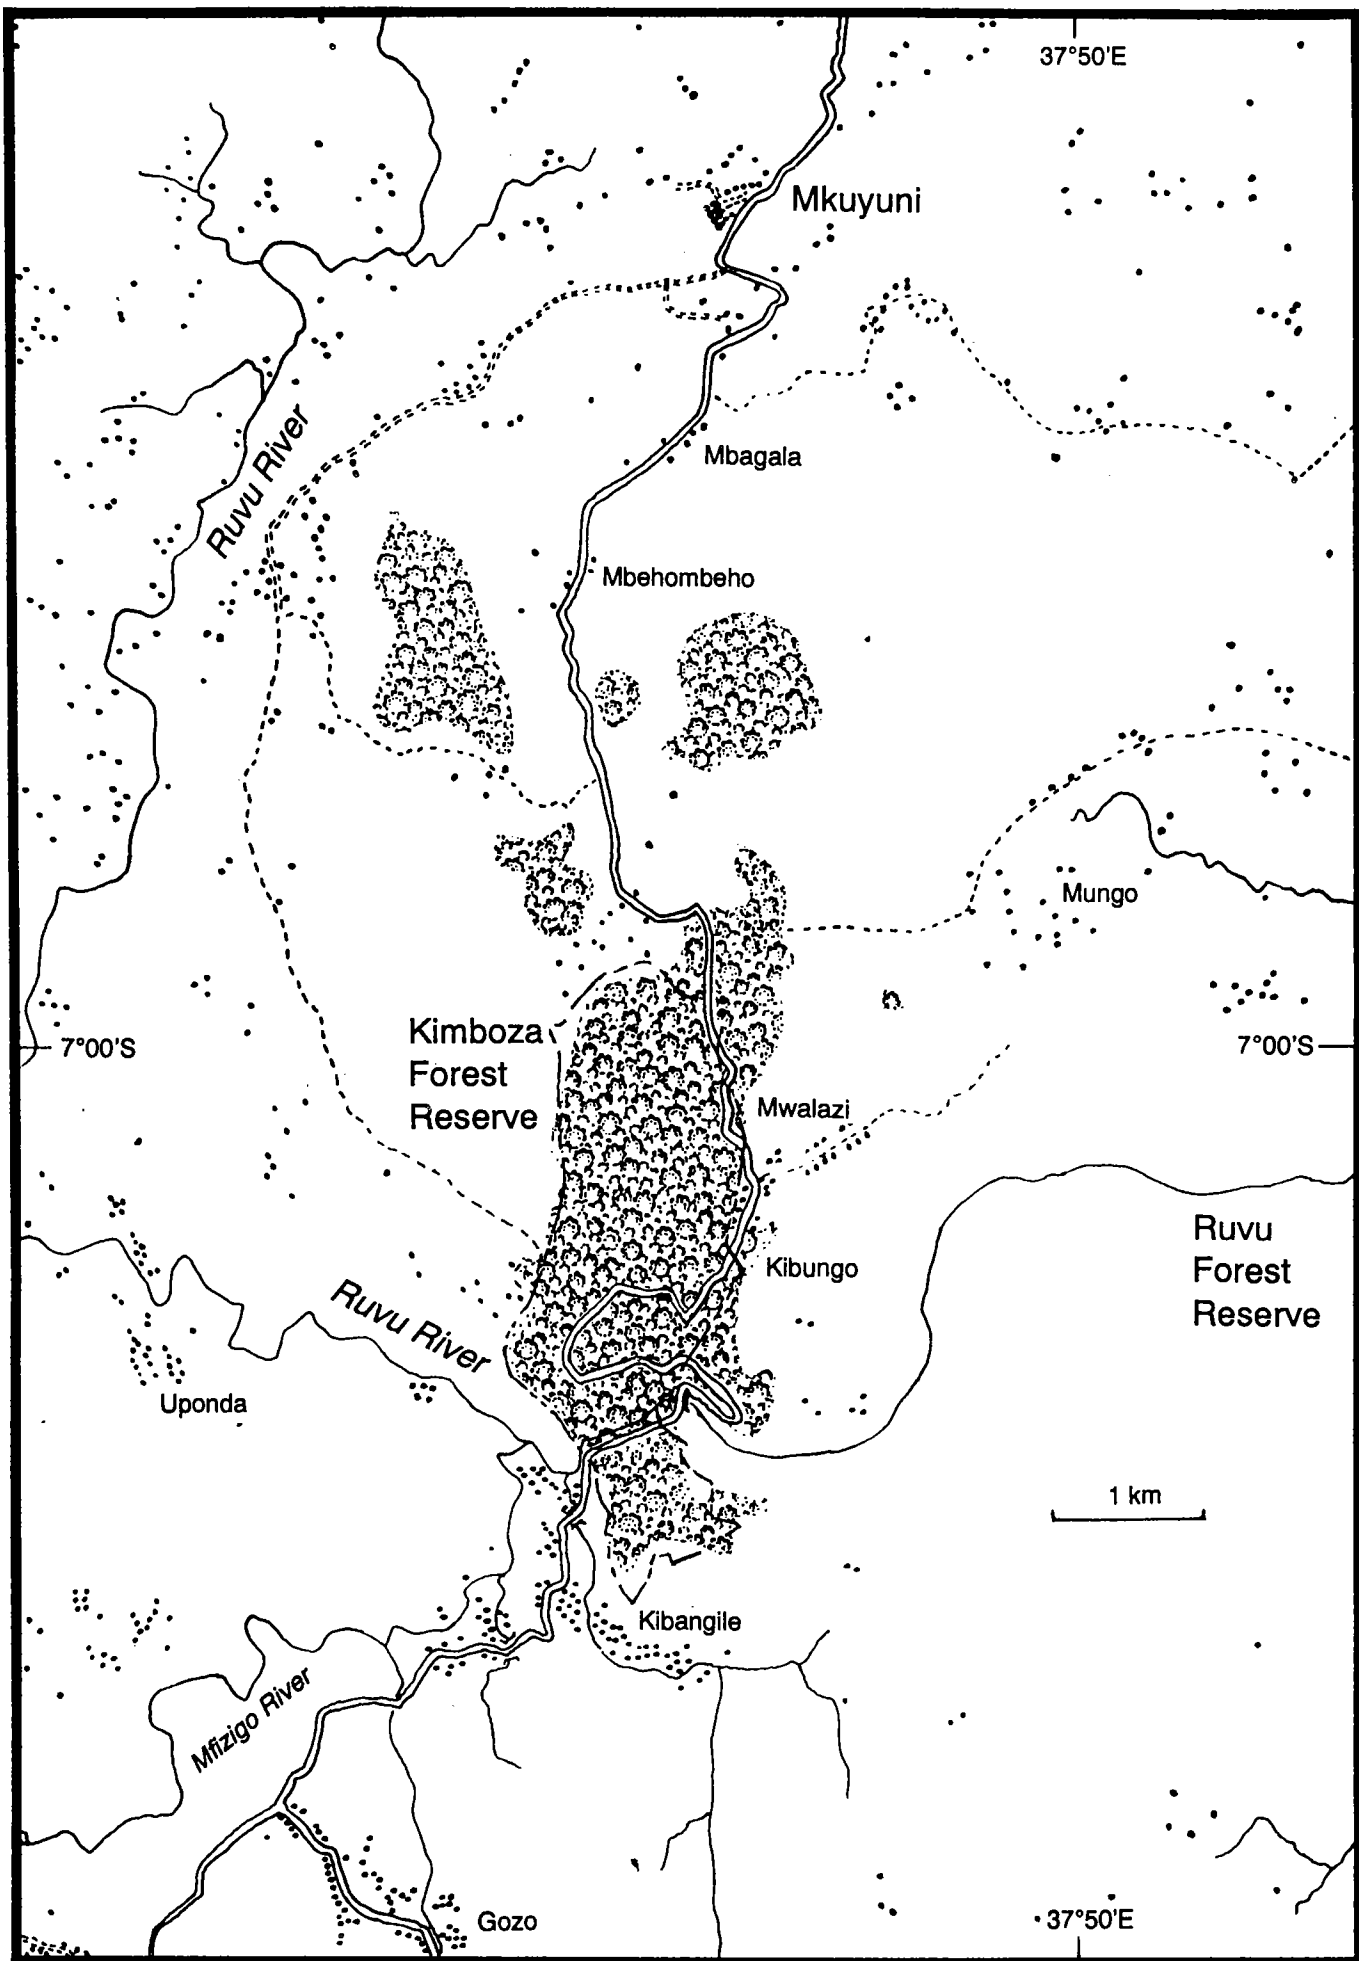 37°50'E
Mkuyuni
Ruvu River
Mbagala
Mbehombeho
Mungo
Kimboza
Forest
Reserve
7°00'S
7°00'S
Mwalazi
Ruvu
Forest
Reserve
Kibungo
Ruvu River
Uponda
1 km
Kibangile
Mfizigo River
Gozo
37°50'E